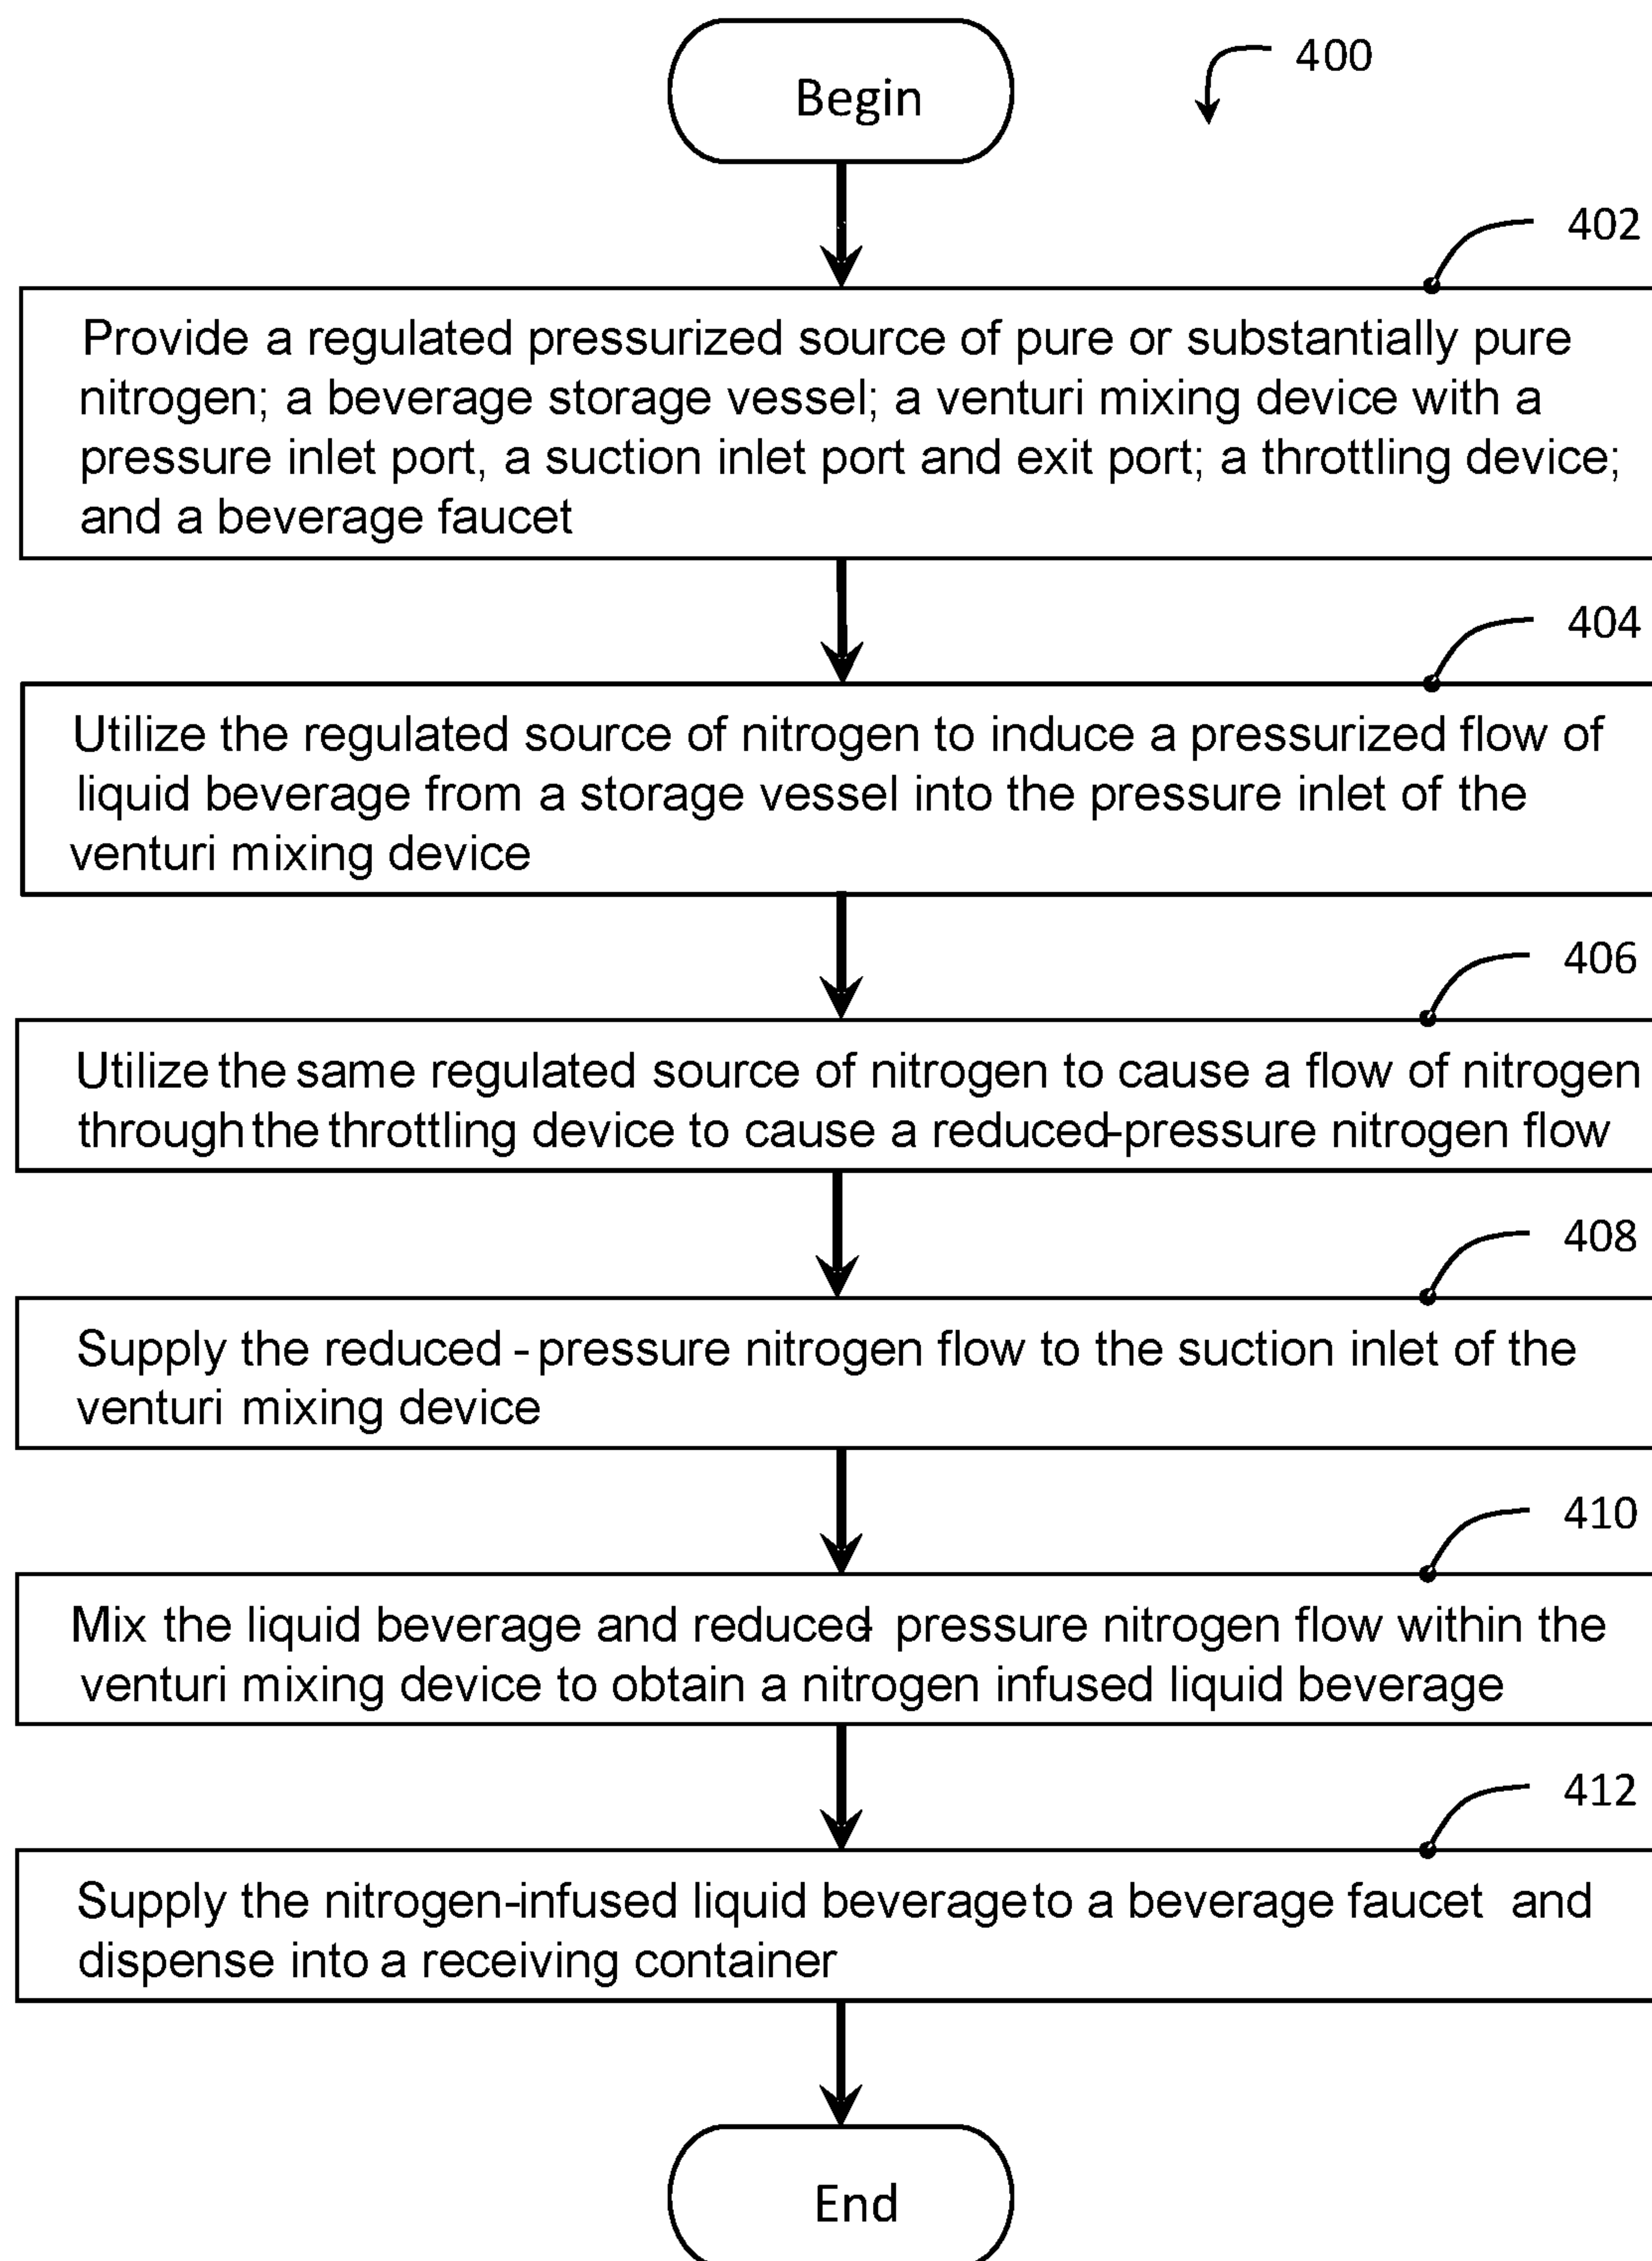 Begin
400
402
Provide a regulated pressurized source of pure or substantially pure
nitrogen; a beverage storage vessel; a venturi mixing device with a
pressure inlet port, a suction inlet port and exit port; a throttling device;
and a beverage faucet
404
Utilize the regulated source of nitrogen to induce a pressurized flow of
liquid beverage from a storage vessel into the pressure inlet of the
venturi mixing device
406
Utilize the same regulated source of nitrogen to cause a flow of nitrogen
through the throttling device to cause a reduced-pressure nitrogen flow
408
Supply the reduced - pressure nitrogen flow to the suction inlet of the
venturi mixing device
410
Mix the liquid beverage and reduced- pressure nitrogen flow within the
venturi mixing device to obtain a nitrogen infused liquid beverage
412
Supply the nitrogen-infused liquid beverage to a beverage faucet and
dispense into a receiving container
End